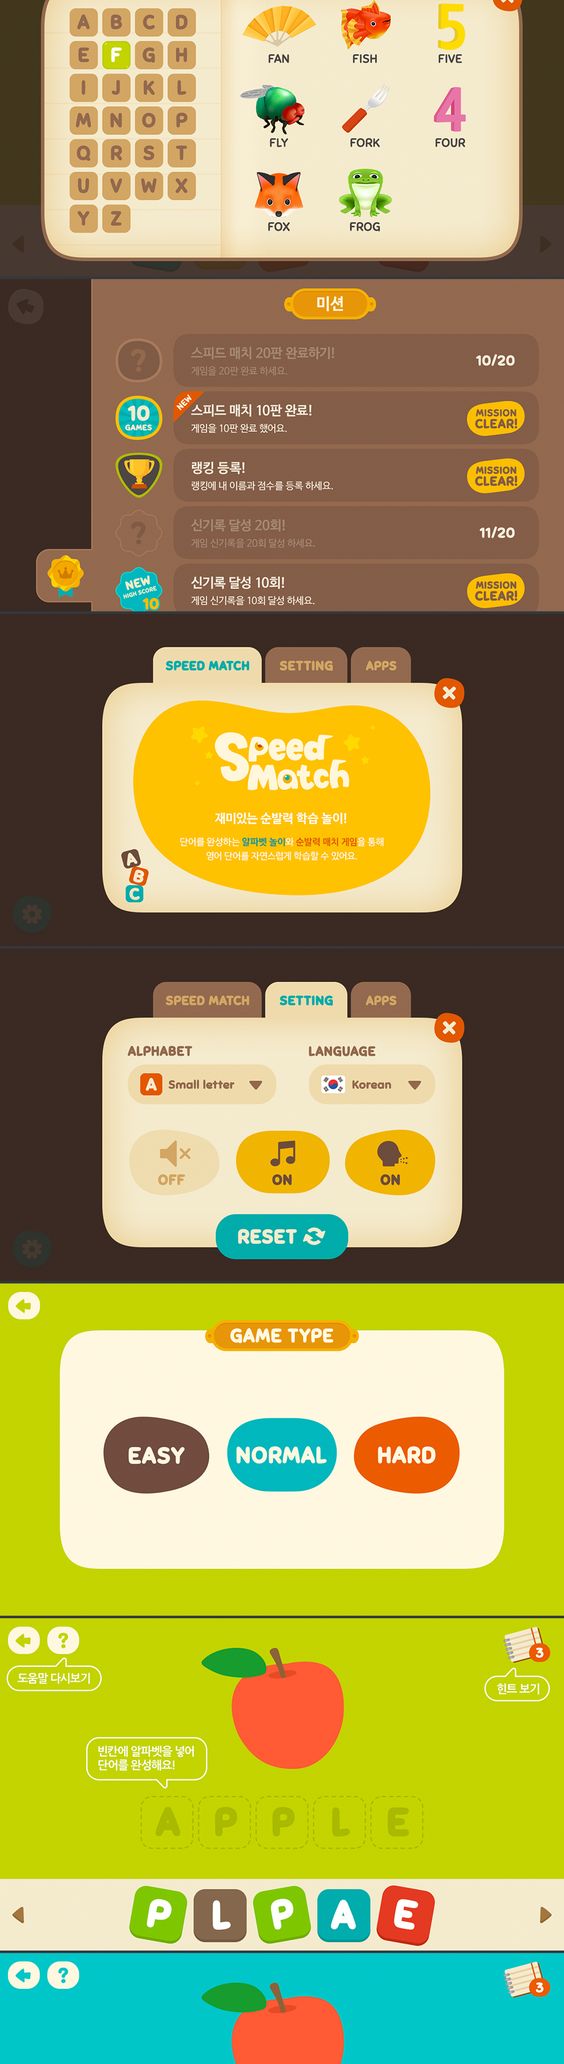 A B C D
E F G H
I J K L
M N O P
Q R S T
U V W X
Y Z
5
FAN FISH FIVE
4
FLY FORK FOUR
FOX FROG
미션
?
스피드 매치 20판 완료하기!
게임을 20판 완료 하세요.
10/20
10
GAMES
NEW
스피드 매치 10판 완료!
게임을 10판 완료 했어요.
MISSION
CLEAR!
랭킹 등록!
랭킹에 내 이름과 점수를 등록 하세요.
MISSION
CLEAR!
?
신기록 달성 20회!
게임 신기록을 20회 달성 하세요.
11/20
NEW
HIGH SCORE
10
신기록 달성 10회!
게임 신기록을 10회 달성 하세요.
MISSION
CLEAR!
SPEED MATCH SETTING APPS
Speed
Match
재미있는 순발력 학습 놀이!
단어를 완성하는 알파벳 놀이와 순발력 매치 게임을 통해
영어 단어를 자연스럽게 학습할 수 있어요.
A
B
C
SPEED MATCH SETTING APPS
ALPHABET LANGUAGE
A Small letter Korean
OFF ON ON
RESET
GAME TYPE
EASY NORMAL HARD
?
3
도움말 다시보기
힌트 보기
빈칸에 알파벳을 넣어
단어를 완성해요!
A P P L E
P L P A E
?
3